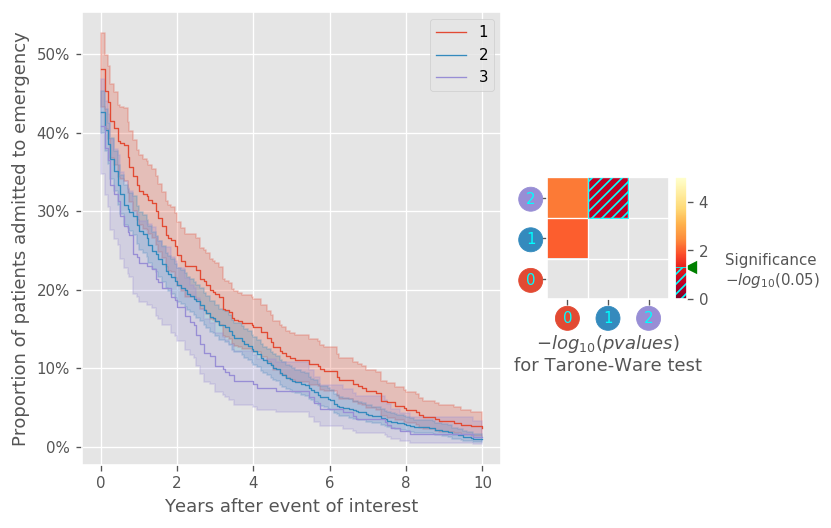 Proportion of patients admitted to emergency
50%
40%
30%
20%
10%
0%
0 2 4 6 8 10
Years after event of interest
1
2
3
2
1
0
0 1 2
4
2
0
Significance
−log₁₀(0.05)
−log₁₀(pvalues)
for Tarone-Ware test